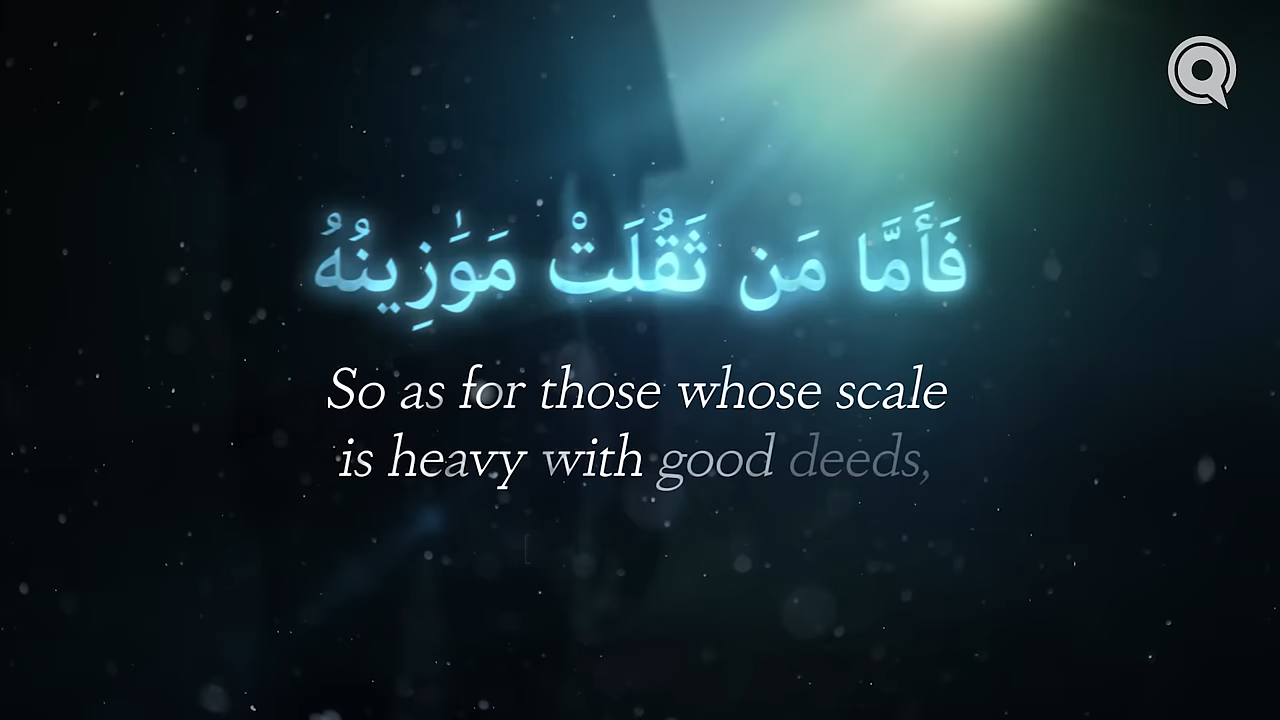 فَأَمَّا مَن ثَقُلَتْ مَوَٰزِينُهُ
So as for those whose scale
is heavy with good deeds,